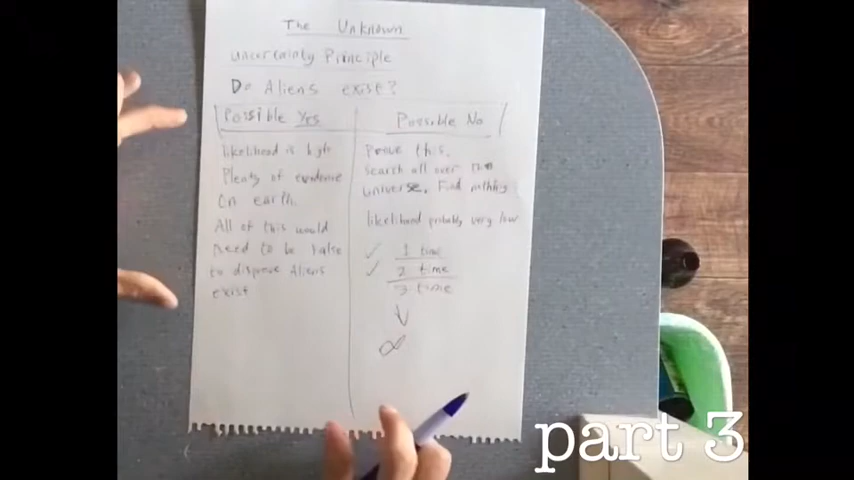 The Unknown
uncertainty Principle
Do Aliens exist?
Possible Yes
likelihood is high
Plenty of evidence
on earth.
All of this would
need to be false
to disprove Aliens
exist
Possible No
Prove this.
Search all over the
universe. Find nothing
likelihood probably very low
✓ 1 time
✓ 2 time
3 time
↓
∞
part 3